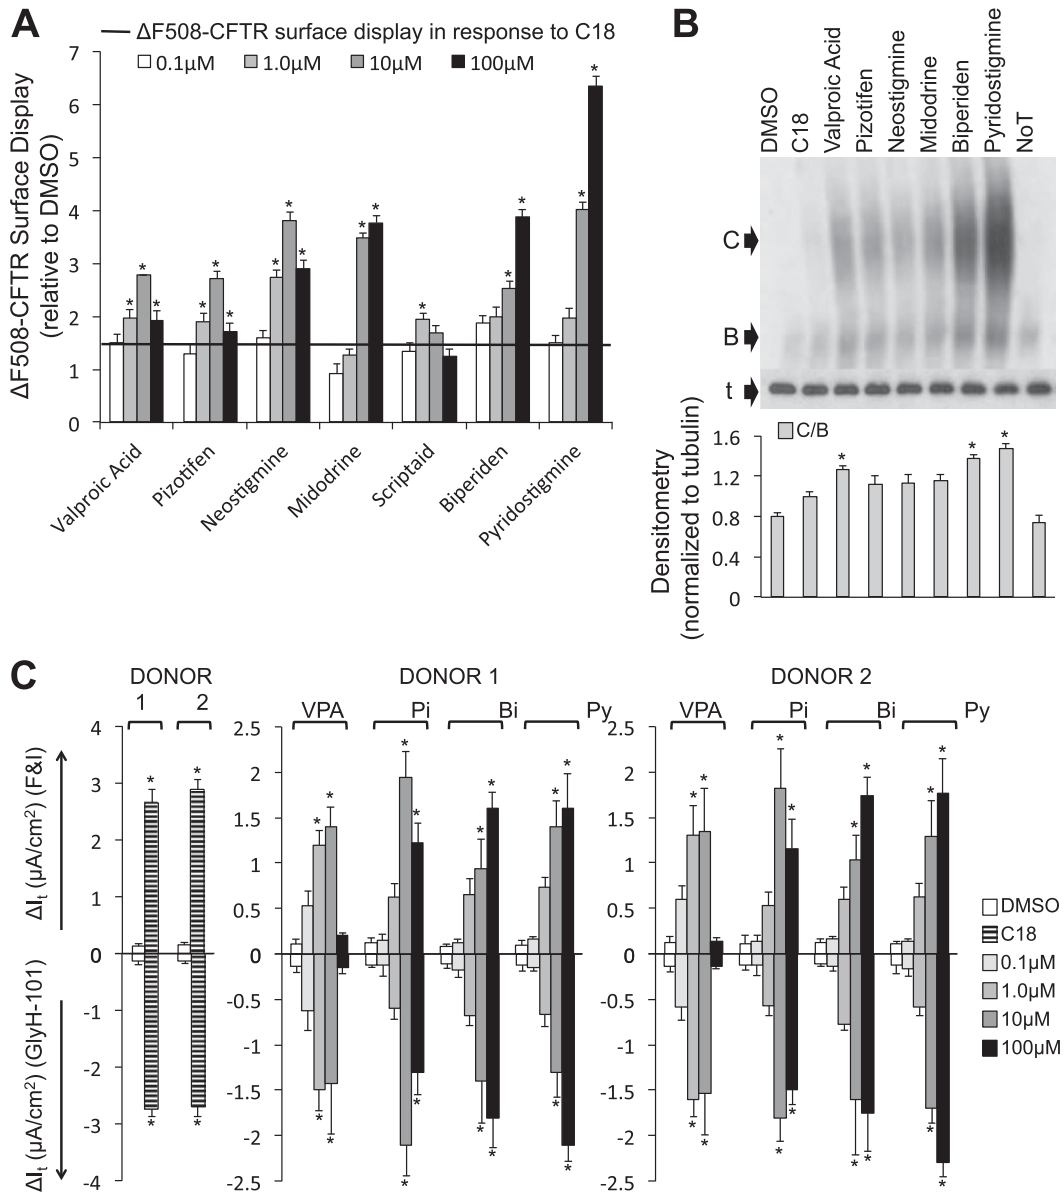 A
ΔF508-CFTR surface display in response to C18
0.1µM 1.0µM 10µM 100µM
ΔF508-CFTR Surface Display
(relative to DMSO)
7
6
5
4
3
2
1
0
Valproic Acid
Pizotifen
Neostigmine
Midodrine
Scriptaid
Biperiden
Pyridostigmine
* * * * * * * * * * * * * * * * *
B
DMSO
C18
Valproic Acid
Pizotifen
Neostigmine
Midodrine
Biperiden
Pyridostigmine
NoT
C
B
t
C/B
Densitometry
(normalized to tubulin)
1.6
1.2
0.8
0.4
0
* * *
C
DONOR
1 2
ΔIt (µA/cm2) (F&I)
ΔIt (µA/cm2) (GlyH-101)
4
3
2
1
0
-1
-2
-3
-4
* *
* *
DONOR 1
VPA Pi Bi Py
2.5
2
1.5
1
0.5
0
-0.5
-1
-1.5
-2
-2.5
* * * * * * * *
* * * * * * * *
DONOR 2
VPA Pi Bi Py
2.5
2
1.5
1
0.5
0
-0.5
-1
-1.5
-2
-2.5
* * * * * * * *
* * * * * * * *
DMSO
C18
0.1µM
1.0µM
10µM
100µM